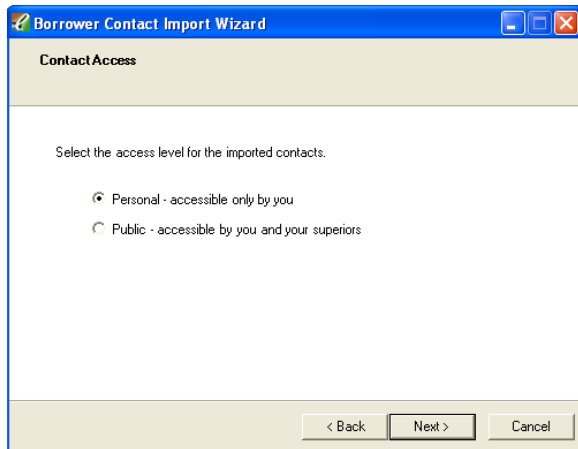 Borrower Contact Import Wizard
Contact Access
Select the access level for the imported contacts.
Personal - accessible only by you
Public - accessible by you and your superiors
< Back Next > Cancel